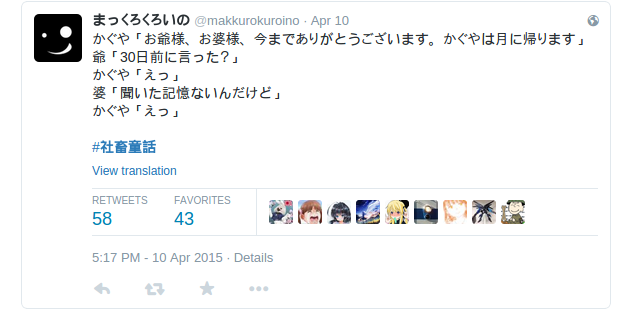 まっくろくろいの @makkurokuroino · Apr 10
かぐや「お爺様、お婆様、今までありがとうございます。かぐやは月に帰ります」
爺「30日前に言った？」
かぐや「えっ」
婆「聞いた記憶ないんだけど」
かぐや「えっ」
#社畜童話
View translation
RETWEETS FAVORITES
58 43
5:17 PM - 10 Apr 2015 · Details